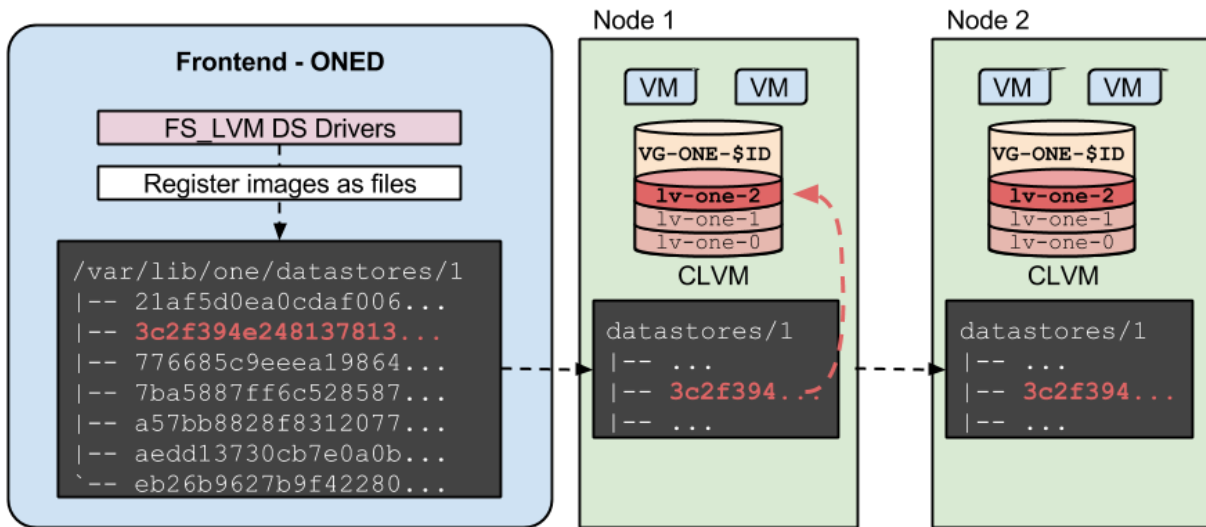 Frontend - ONED
FS_LVM DS Drivers
Register images as files
/var/lib/one/datastores/1
|-- 21af5d0ea0cdaf006...
|-- 3c2f394e248137813...
|-- 776685c9eeea19864...
|-- 7ba5887ff6c528587...
|-- a57bb8828f8312077...
|-- aedd13730cb7e0a0b...
`-- eb26b9627b9f42280...
Node 1
VM VM
VG-ONE-$ID
lv-one-2
lv-one-1
lv-one-0
CLVM
datastores/1
|-- ...
|-- 3c2f394...
|-- ...
Node 2
VM VM
VG-ONE-$ID
lv-one-2
lv-one-1
lv-one-0
CLVM
datastores/1
|-- ...
|-- 3c2f394...
|-- ...